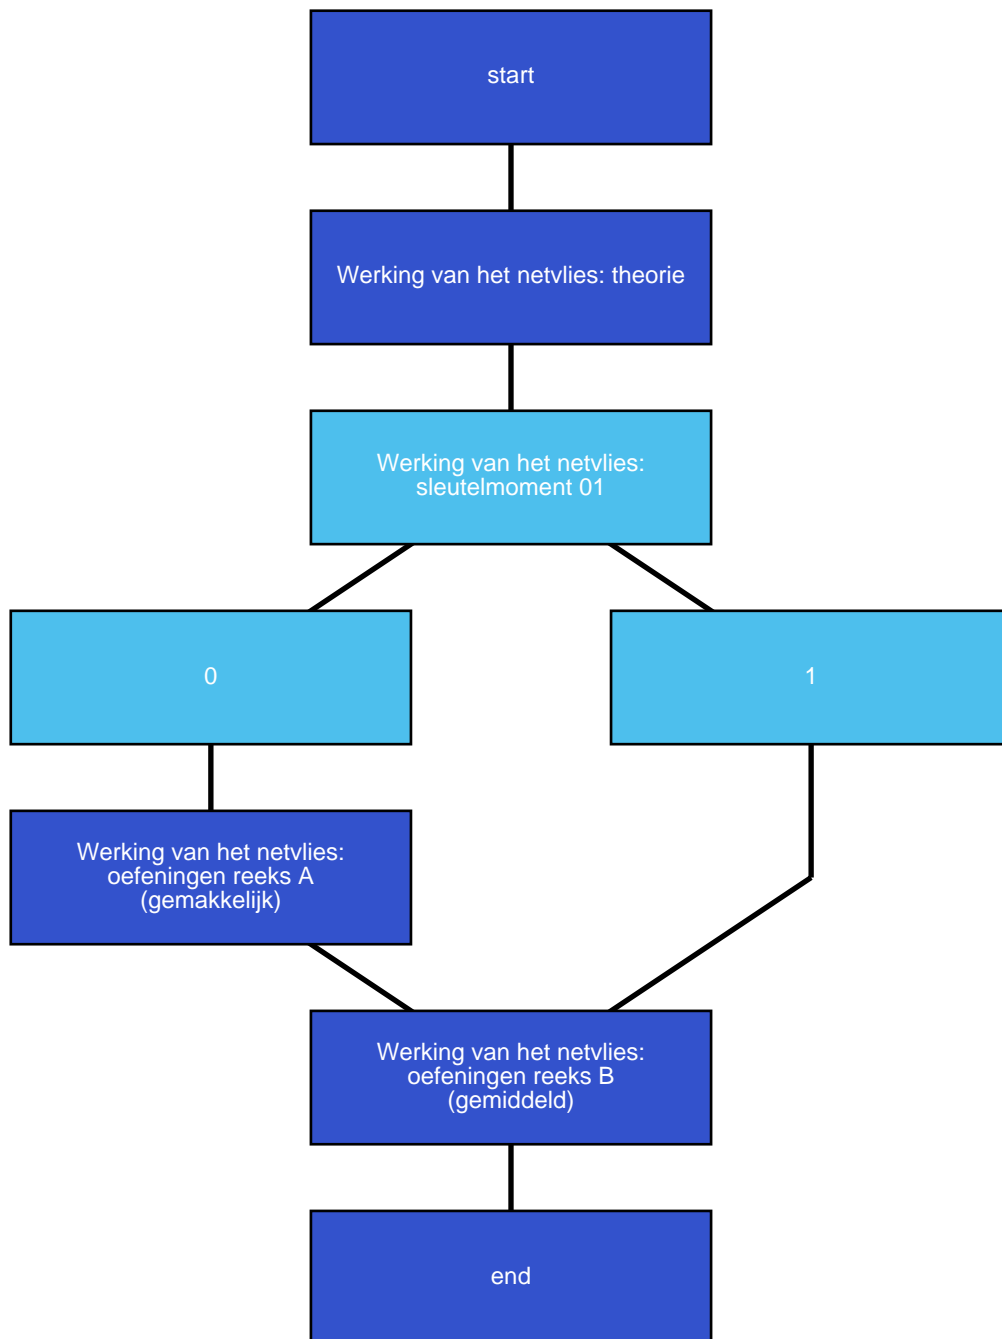 start
Werking van het netvlies: theorie
Werking van het netvlies:
sleutelmoment 01
0
1
Werking van het netvlies:
oefeningen reeks A
(gemakkelijk)
Werking van het netvlies:
oefeningen reeks B
(gemiddeld)
end